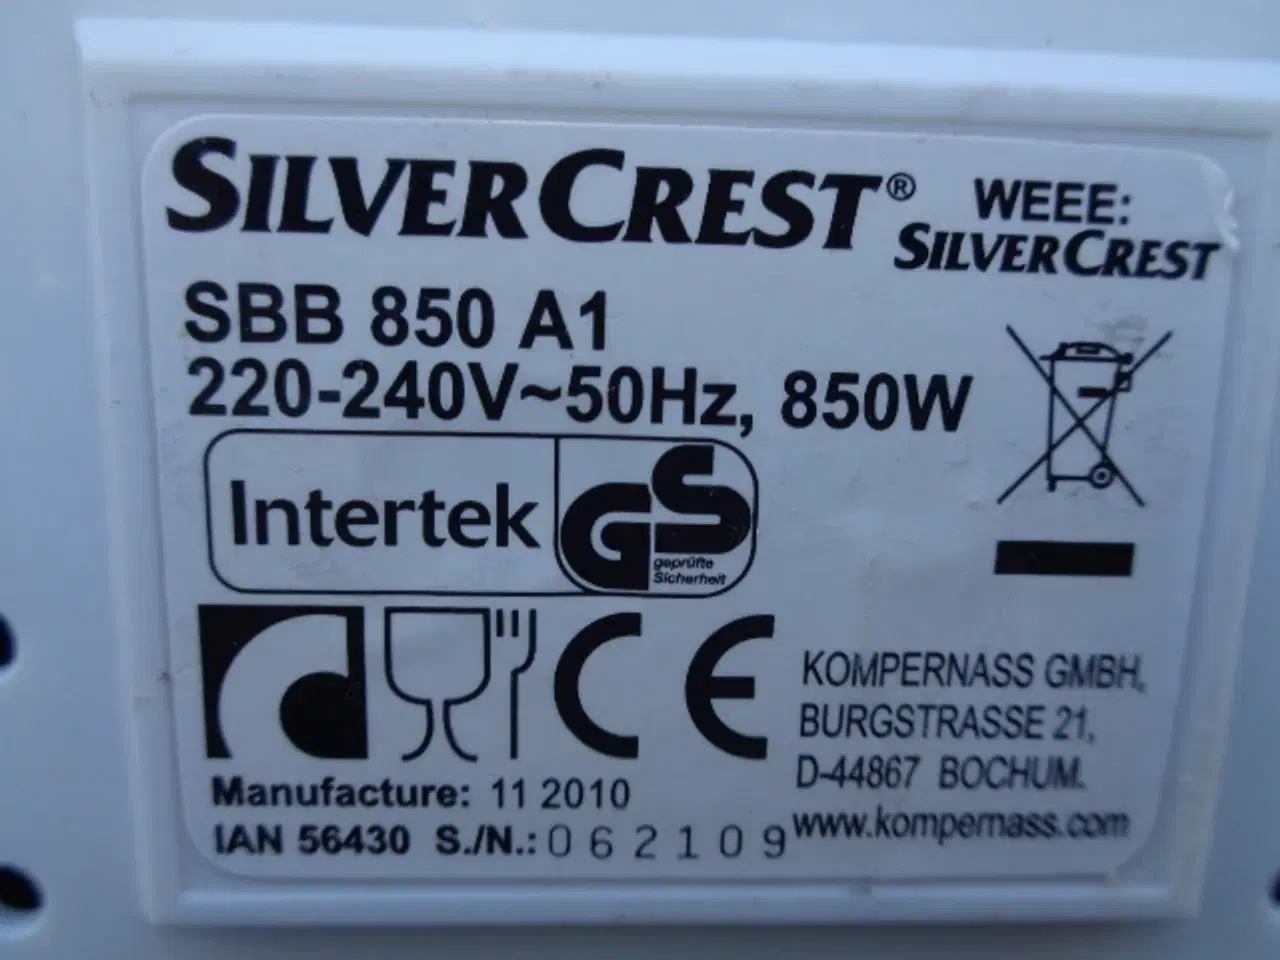 SILVERCREST®
WEEE:
SILVERCREST
SBB 850 A1
220-240V~50Hz, 850W
Intertek
GS
geprüfte
Sicherheit
CE
KOMPERNASS GMBH,
BURGSTRASSE 21,
D-44867 BOCHUM.
www.kompernass.com
Manufacture: 11 2010
IAN 56430 S./N.: 062109